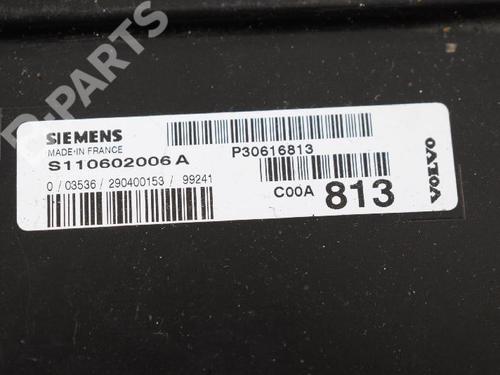 B-PARTS
SIEMENS
MADE-IN FRANCE
S110602006 A
P30616813
0 / 03536 / 290400153 / 99241
C00A
813
VOLVO